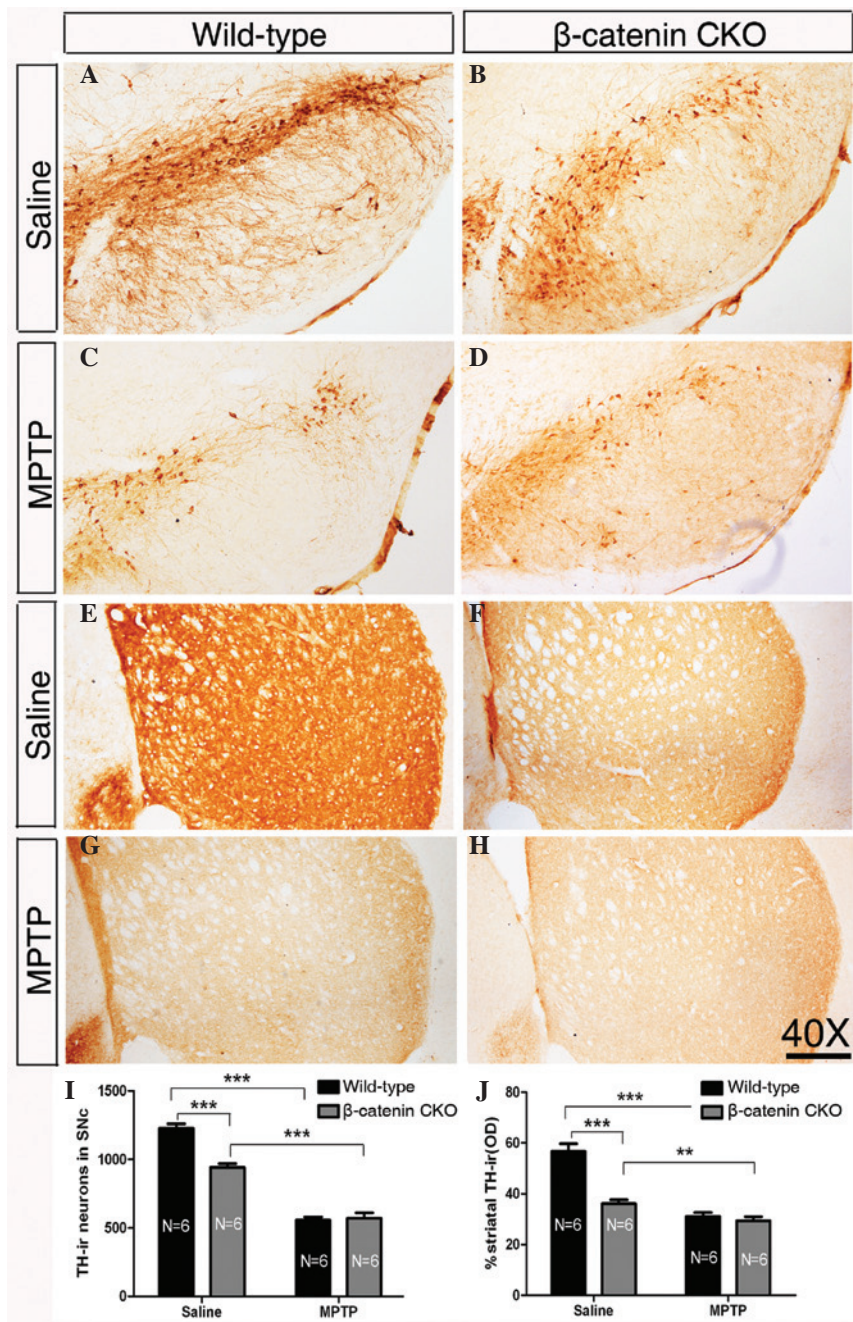 Wild-type
β-catenin CKO
Saline
A
B
MPTP
C
D
Saline
E
F
MPTP
G
H
40X
I
TH-ir neurons in SNc
1500
1000
500
0
***
***
***
Wild-type
β-catenin CKO
N=6
N=6
N=6
N=6
Saline
MPTP
J
%striatal TH-ir(OD)
80
60
40
20
0
***
***
**
Wild-type
β-catenin CKO
N=6
N=6
N=6
N=6
Saline
MPTP